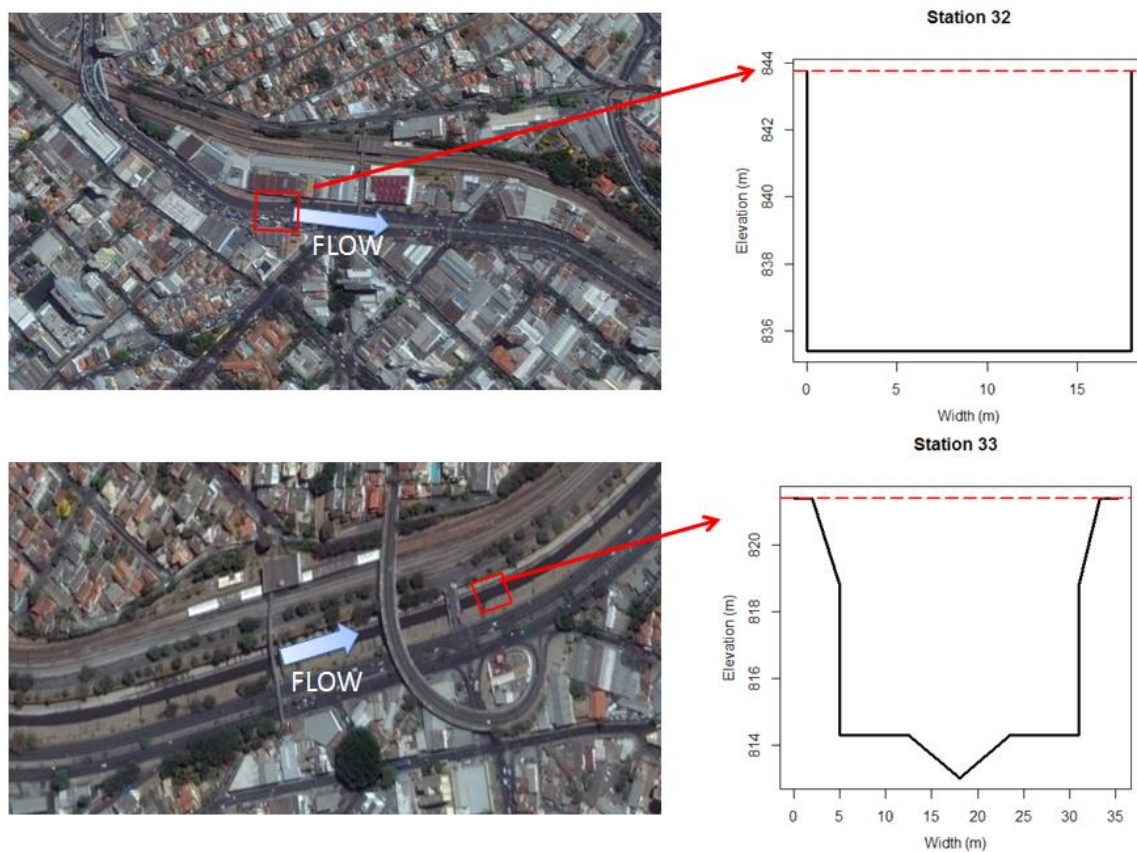 Station 32
844
842
840
838
836
Elevation (m)
0 5 10 15
Width (m)
FLOW
Station 33
820
818
816
814
Elevation (m)
0 5 10 15 20 25 30 35
Width (m)
FLOW